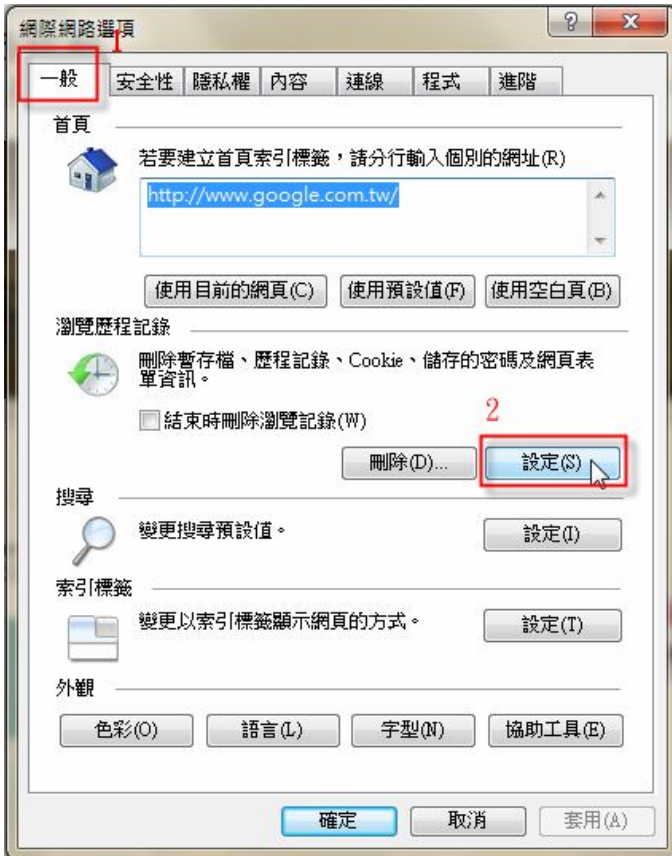 網際網路選項
1
一般 安全性 隱私權 內容 連線 程式 進階
首頁
若要建立首頁索引標籤，請分行輸入個別的網址(R)
http://www.google.com.tw/
使用目前的網頁(C) 使用預設值(F) 使用空白頁(B)
瀏覽歷程記錄
刪除暫存檔、歷程記錄、Cookie、儲存的密碼及網頁表
單資訊。
結束時刪除瀏覽記錄(W)
2
刪除(D)... 設定(S)
搜尋
變更搜尋預設值。
設定(I)
索引標籤
變更以索引標籤顯示網頁的方式。
設定(T)
外觀
色彩(O) 語言(L) 字型(N) 協助工具(E)
確定 取消 套用(A)